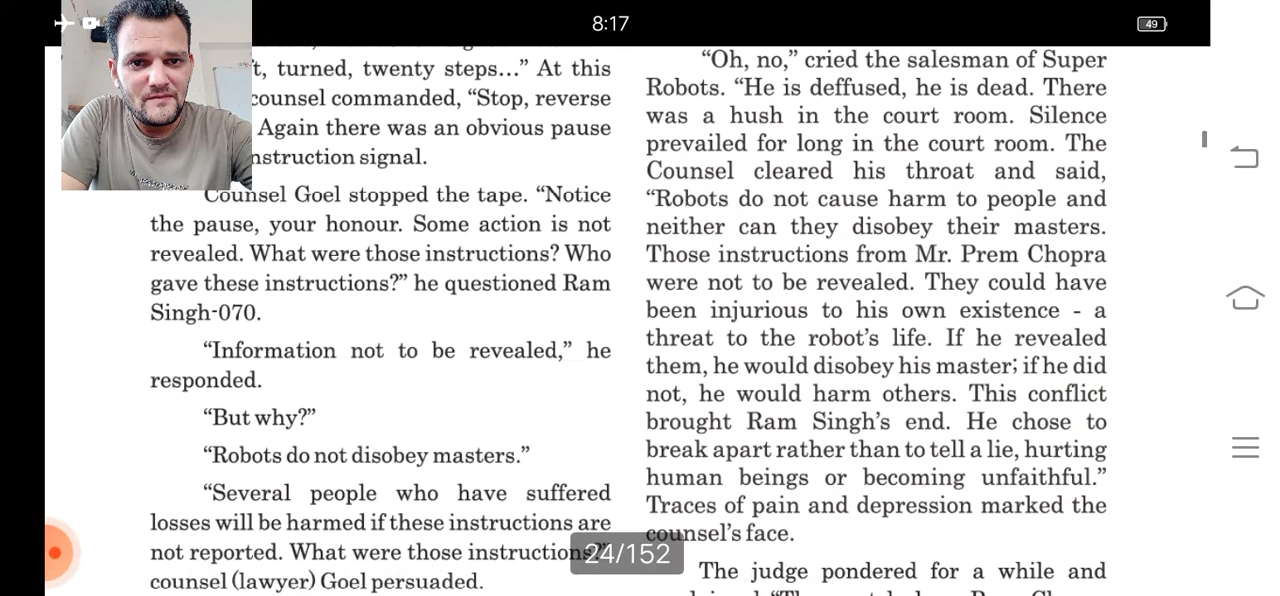 8:17
49
t, turned, twenty steps…” At this
counsel commanded, “Stop, reverse
Again there was an obvious pause
nstruction signal.
Counsel Goel stopped the tape. “Notice
the pause, your honour. Some action is not
revealed. What were those instructions? Who
gave these instructions?” he questioned Ram
Singh-070.
“Information not to be revealed,” he
responded.
“But why?”
“Robots do not disobey masters.”
“Several people who have suffered
losses will be harmed if these instructions are
not reported. What were those instructions?”
counsel (lawyer) Goel persuaded.
“Oh, no,” cried the salesman of Super
Robots. “He is deffused, he is dead. There
was a hush in the court room. Silence
prevailed for long in the court room. The
Counsel cleared his throat and said,
“Robots do not cause harm to people and
neither can they disobey their masters.
Those instructions from Mr. Prem Chopra
were not to be revealed. They could have
been injurious to his own existence - a
threat to the robot’s life. If he revealed
them, he would disobey his master; if he did
not, he would harm others. This conflict
brought Ram Singh’s end. He chose to
break apart rather than to tell a lie, hurting
human beings or becoming unfaithful.”
Traces of pain and depression marked the
counsel’s face.
The judge pondered for a while and
24/152